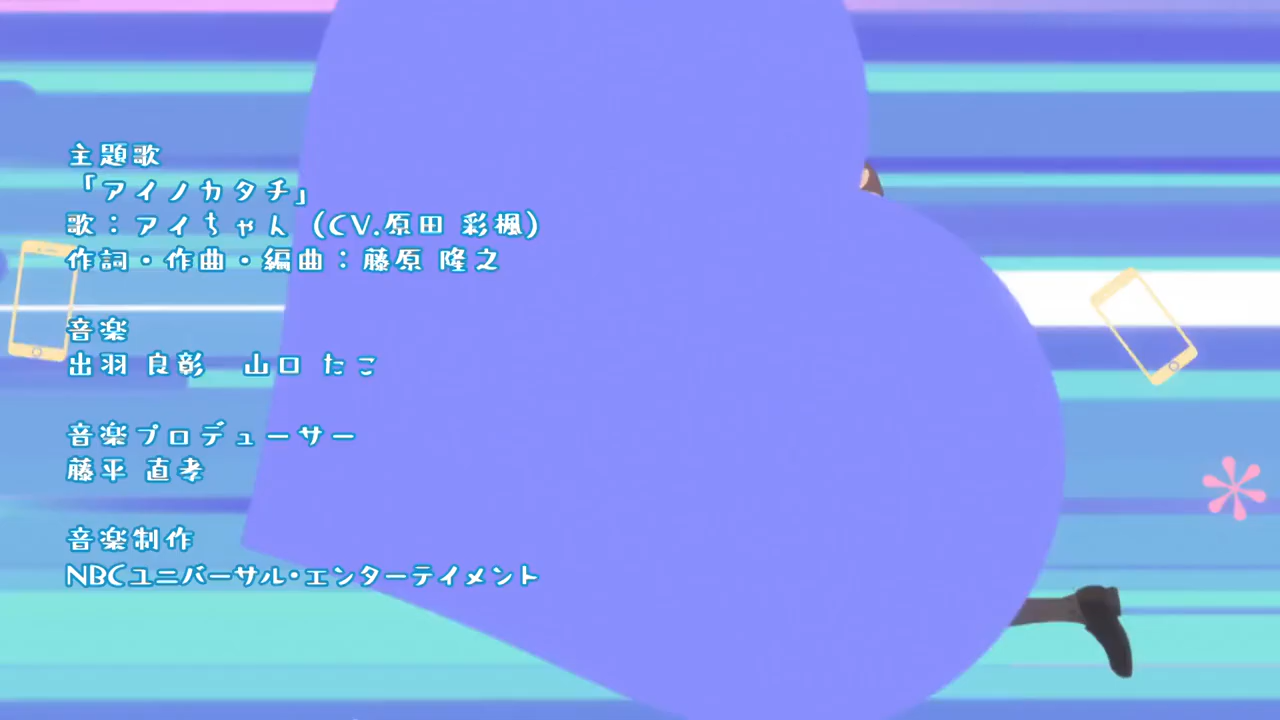 主題歌
「アイノカタチ」
歌：アイちゃん（CV.原田 彩楓）
作詞・作曲・編曲：藤原 隆之
音楽
出羽 良彰　山口 たこ
音楽プロデューサー
藤平 直孝
音楽制作
NBCユニバーサル・エンターテイメント